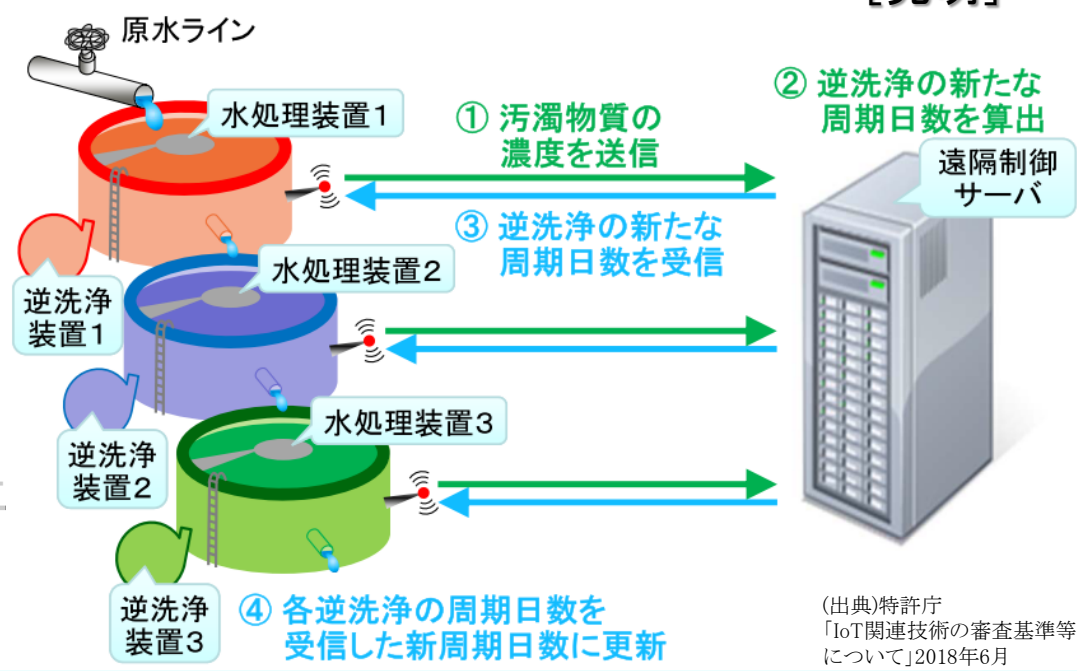 原水ライン
水処理装置1
① 汚濁物質の
濃度を送信
② 逆洗浄の新たな
周期日数を算出
遠隔制御
サーバ
③ 逆洗浄の新たな
周期日数を受信
逆洗浄
装置1
水処理装置2
逆洗浄
装置2
水処理装置3
逆洗浄
装置3
④ 各逆洗浄の周期日数を
受信した新周期日数に更新
(出典)特許庁
「IoT関連技術の審査基準等
について」2018年6月